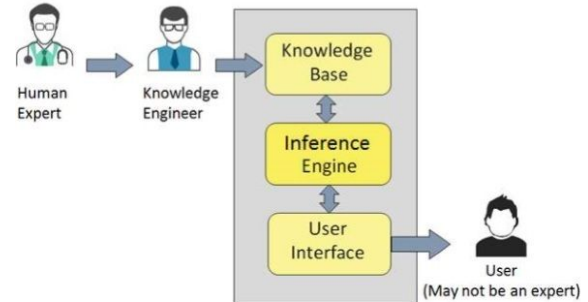 Human
Expert
Knowledge
Engineer
Knowledge
Base
Inference
Engine
User
Interface
User
(May not be an expert)